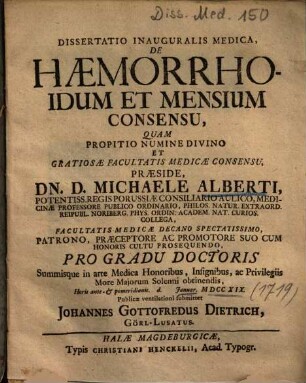 Diss. Med. 150
DISSERTATIO INAUGURALIS MEDICA,
DE
HÆMORRHO-
IDUM ET MENSIUM
CONSENSU,
QUAM
PROPITIO NUMINE DIVINO
ET
GRATIOSÆ FACULTATIS MEDICÆ CONSENSU,
PRÆSIDE,
DN. D. MICHAELE ALBERTI,
POTENTISS. REGIS PORUSSIÆ CONSILIARIO AULICO, MEDI-
CINÆ PROFESSORE PUBLICO ORDINARIO, PHILOS. NATUR. EXTRAORD.
REIPUBL. NORIBERG. PHYS. ORDIN. ACADEM. NAT. CURIOS.
COLLEGA,
FACULTATIS MEDICÆ DECANO SPECTATISSIMO,
PATRONO, PRÆCEPTORE AC PROMOTORE SUO CUM
HONORIS CULTU PROSEQUENDO,
PRO GRADU DOCTORIS
Summisque in arte Medica Honoribus, Insignibus, ac Privilegiis
More Majorum Solenni obtinendis,
Horis ante- & pomeridianis. d. Januar. MDCCXIX.
(1719)
Publicæ ventilationi submittet
JOHANNES GOTTOFREDUS DIETRICH,
GÖRL-LUSATUS.
HALÆ MAGDEBURGICÆ,
Typis CHRISTIANI HENCKELII, Acad. Typogr.